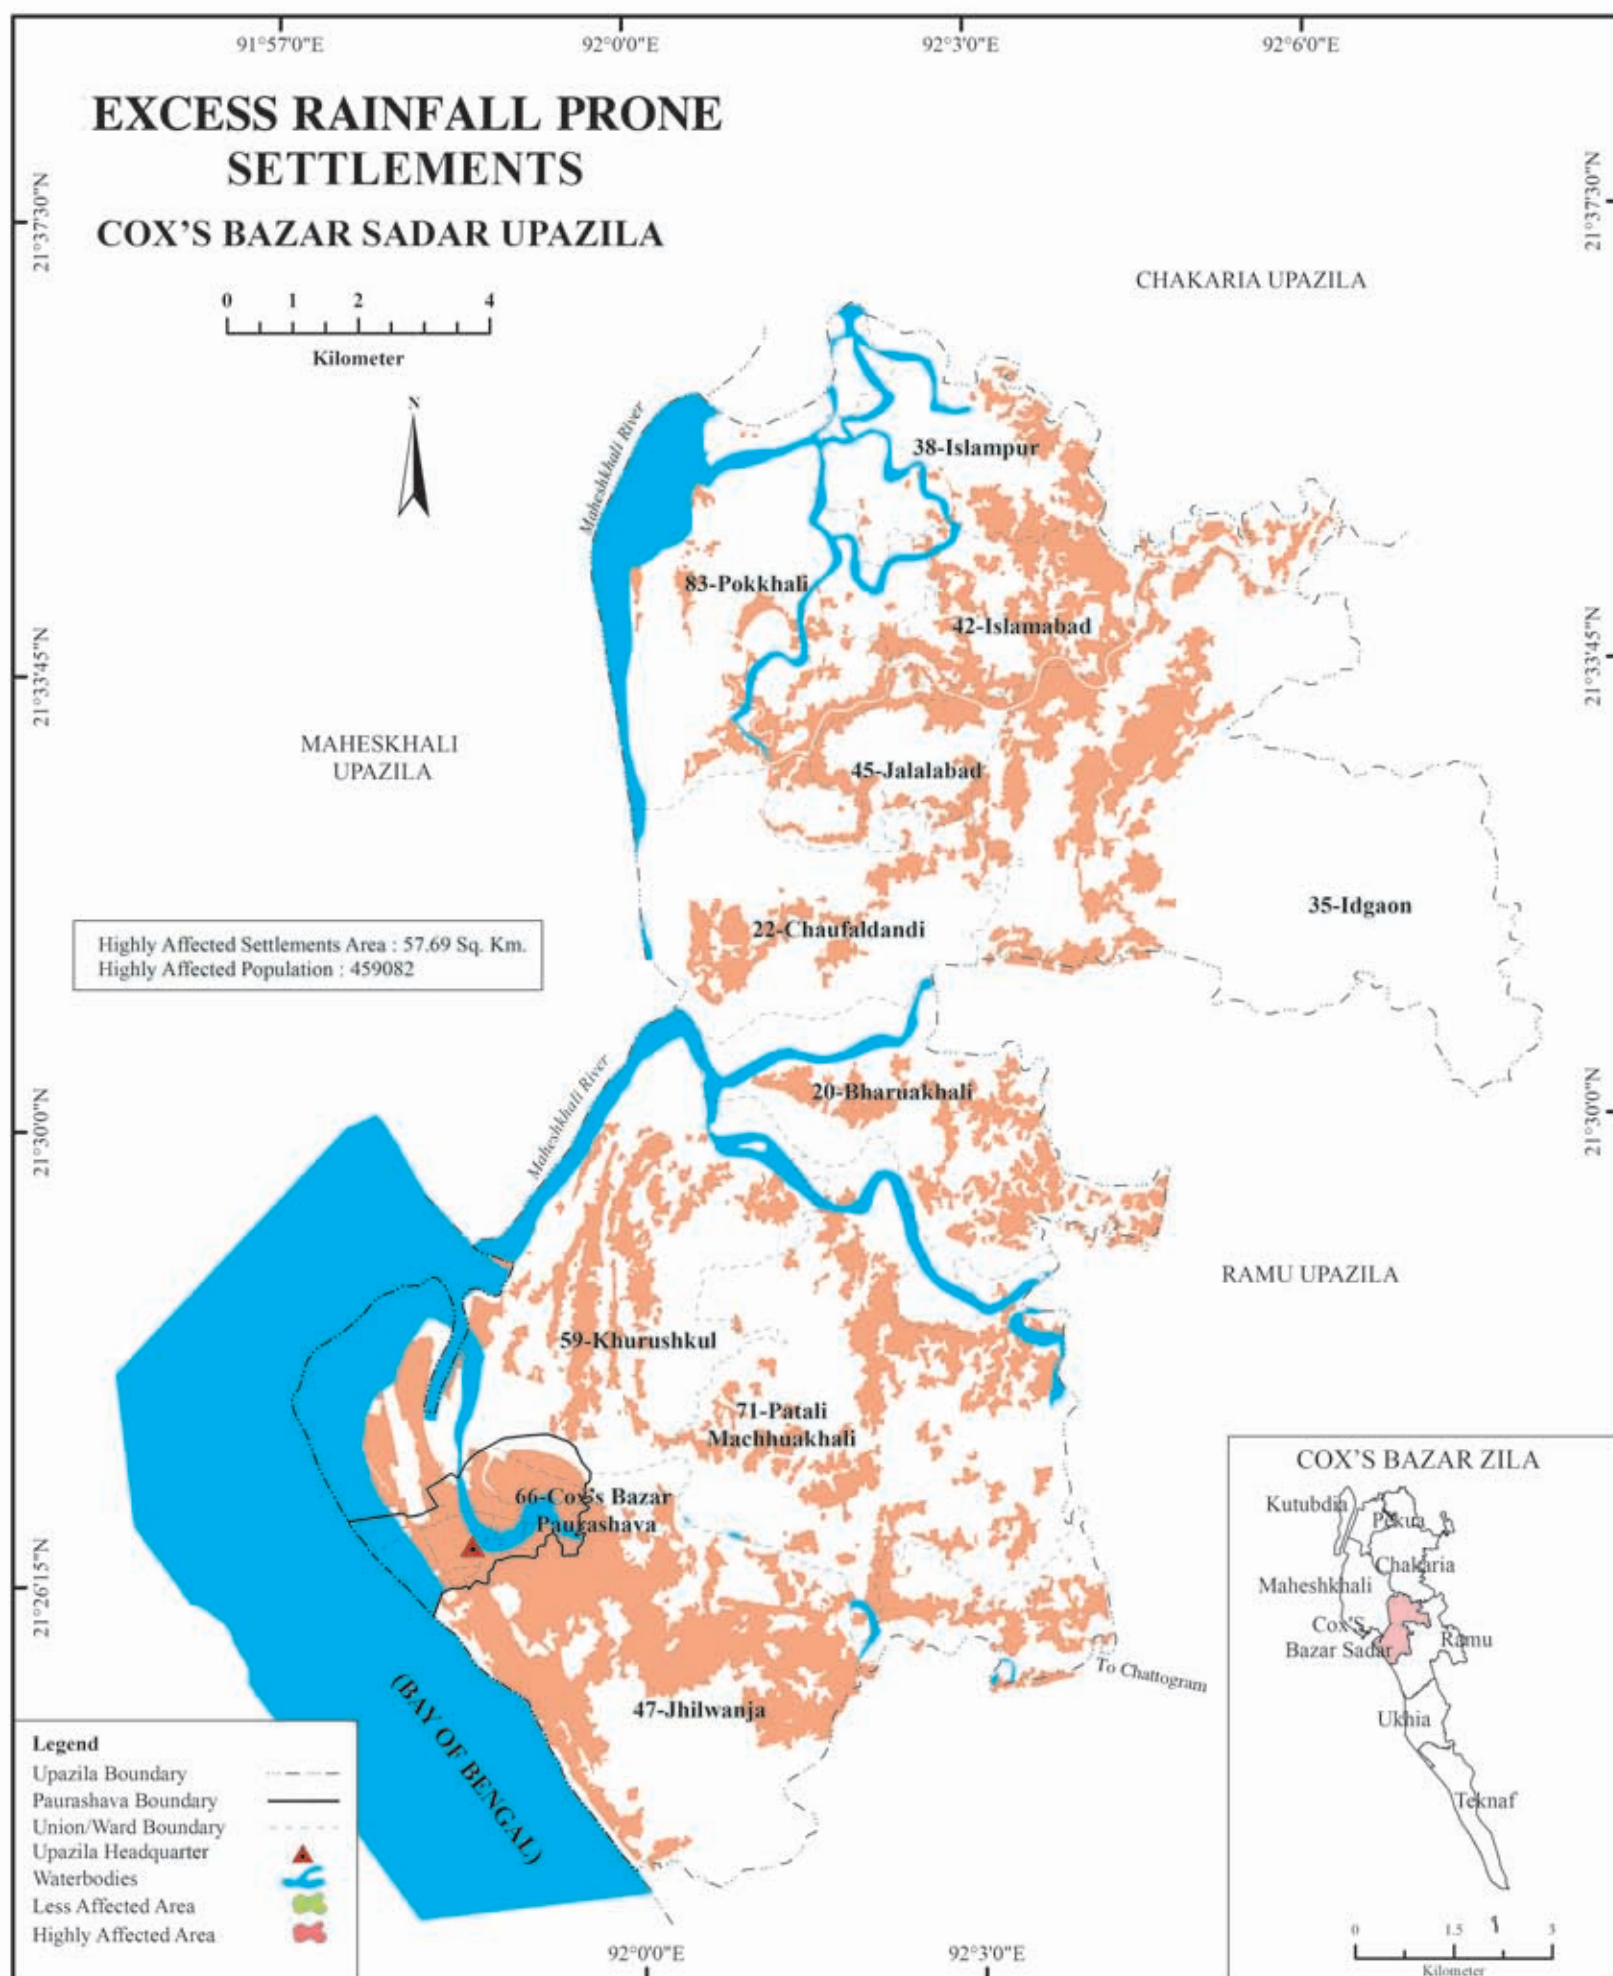 91°57'0"E
92°0'0"E
92°3'0"E
92°6'0"E
EXCESS RAINFALL PRONE
SETTLEMENTS
COX'S BAZAR SADAR UPAZILA
21°37'30"N
21°37'30"N
0 1 2 4
Kilometer
N
CHAKARIA UPAZILA
Maheshkhali River
38-Islampur
83-Pokkhali
42-Islamabad
21°33'45"N
21°33'45"N
MAHESKHALI
UPAZILA
45-Jalalabad
35-Idgaon
22-Chaufaldandi
Highly Affected Settlements Area : 57.69 Sq. Km.
Highly Affected Population : 459082
Maheshkhali River
20-Bharuakhali
21°30'0"N
21°30'0"N
RAMU UPAZILA
59-Khurushkul
71-Patali
Machhuakhali
66-Cox's Bazar
Paurashava
21°26'15"N
To Chattogram
47-Jhilwanja
(BAY OF BENGAL)
COX'S BAZAR ZILA
Kutubdia
Pekua
Chakaria
Maheshkhali
Cox'S
Bazar Sadar
Ramu
Ukhia
Teknaf
0 1.5 3
Kilometer
Legend
Upazila Boundary
Paurashava Boundary
Union/Ward Boundary
Upazila Headquarter
Waterbodies
Less Affected Area
Highly Affected Area
92°0'0"E
92°3'0"E